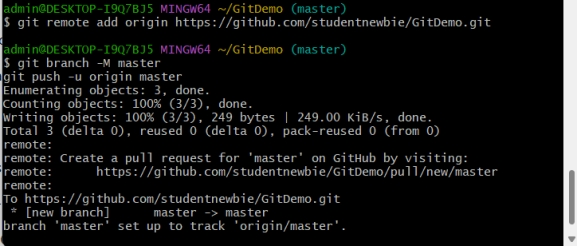 admin@DESKTOP-I9Q7BJ5 MINGW64 ~/GitDemo (master)
$ git remote add origin https://github.com/studentnewbie/GitDemo.git
admin@DESKTOP-I9Q7BJ5 MINGW64 ~/GitDemo (master)
$ git branch -M master
git push -u origin master
Enumerating objects: 3, done.
Counting objects: 100% (3/3), done.
Writing objects: 100% (3/3), 249 bytes | 249.00 KiB/s, done.
Total 3 (delta 0), reused 0 (delta 0), pack-reused 0 (from 0)
remote:
remote: Create a pull request for 'master' on GitHub by visiting:
remote:      https://github.com/studentnewbie/GitDemo/pull/new/master
remote:
To https://github.com/studentnewbie/GitDemo.git
 * [new branch]      master -> master
branch 'master' set up to track 'origin/master'.